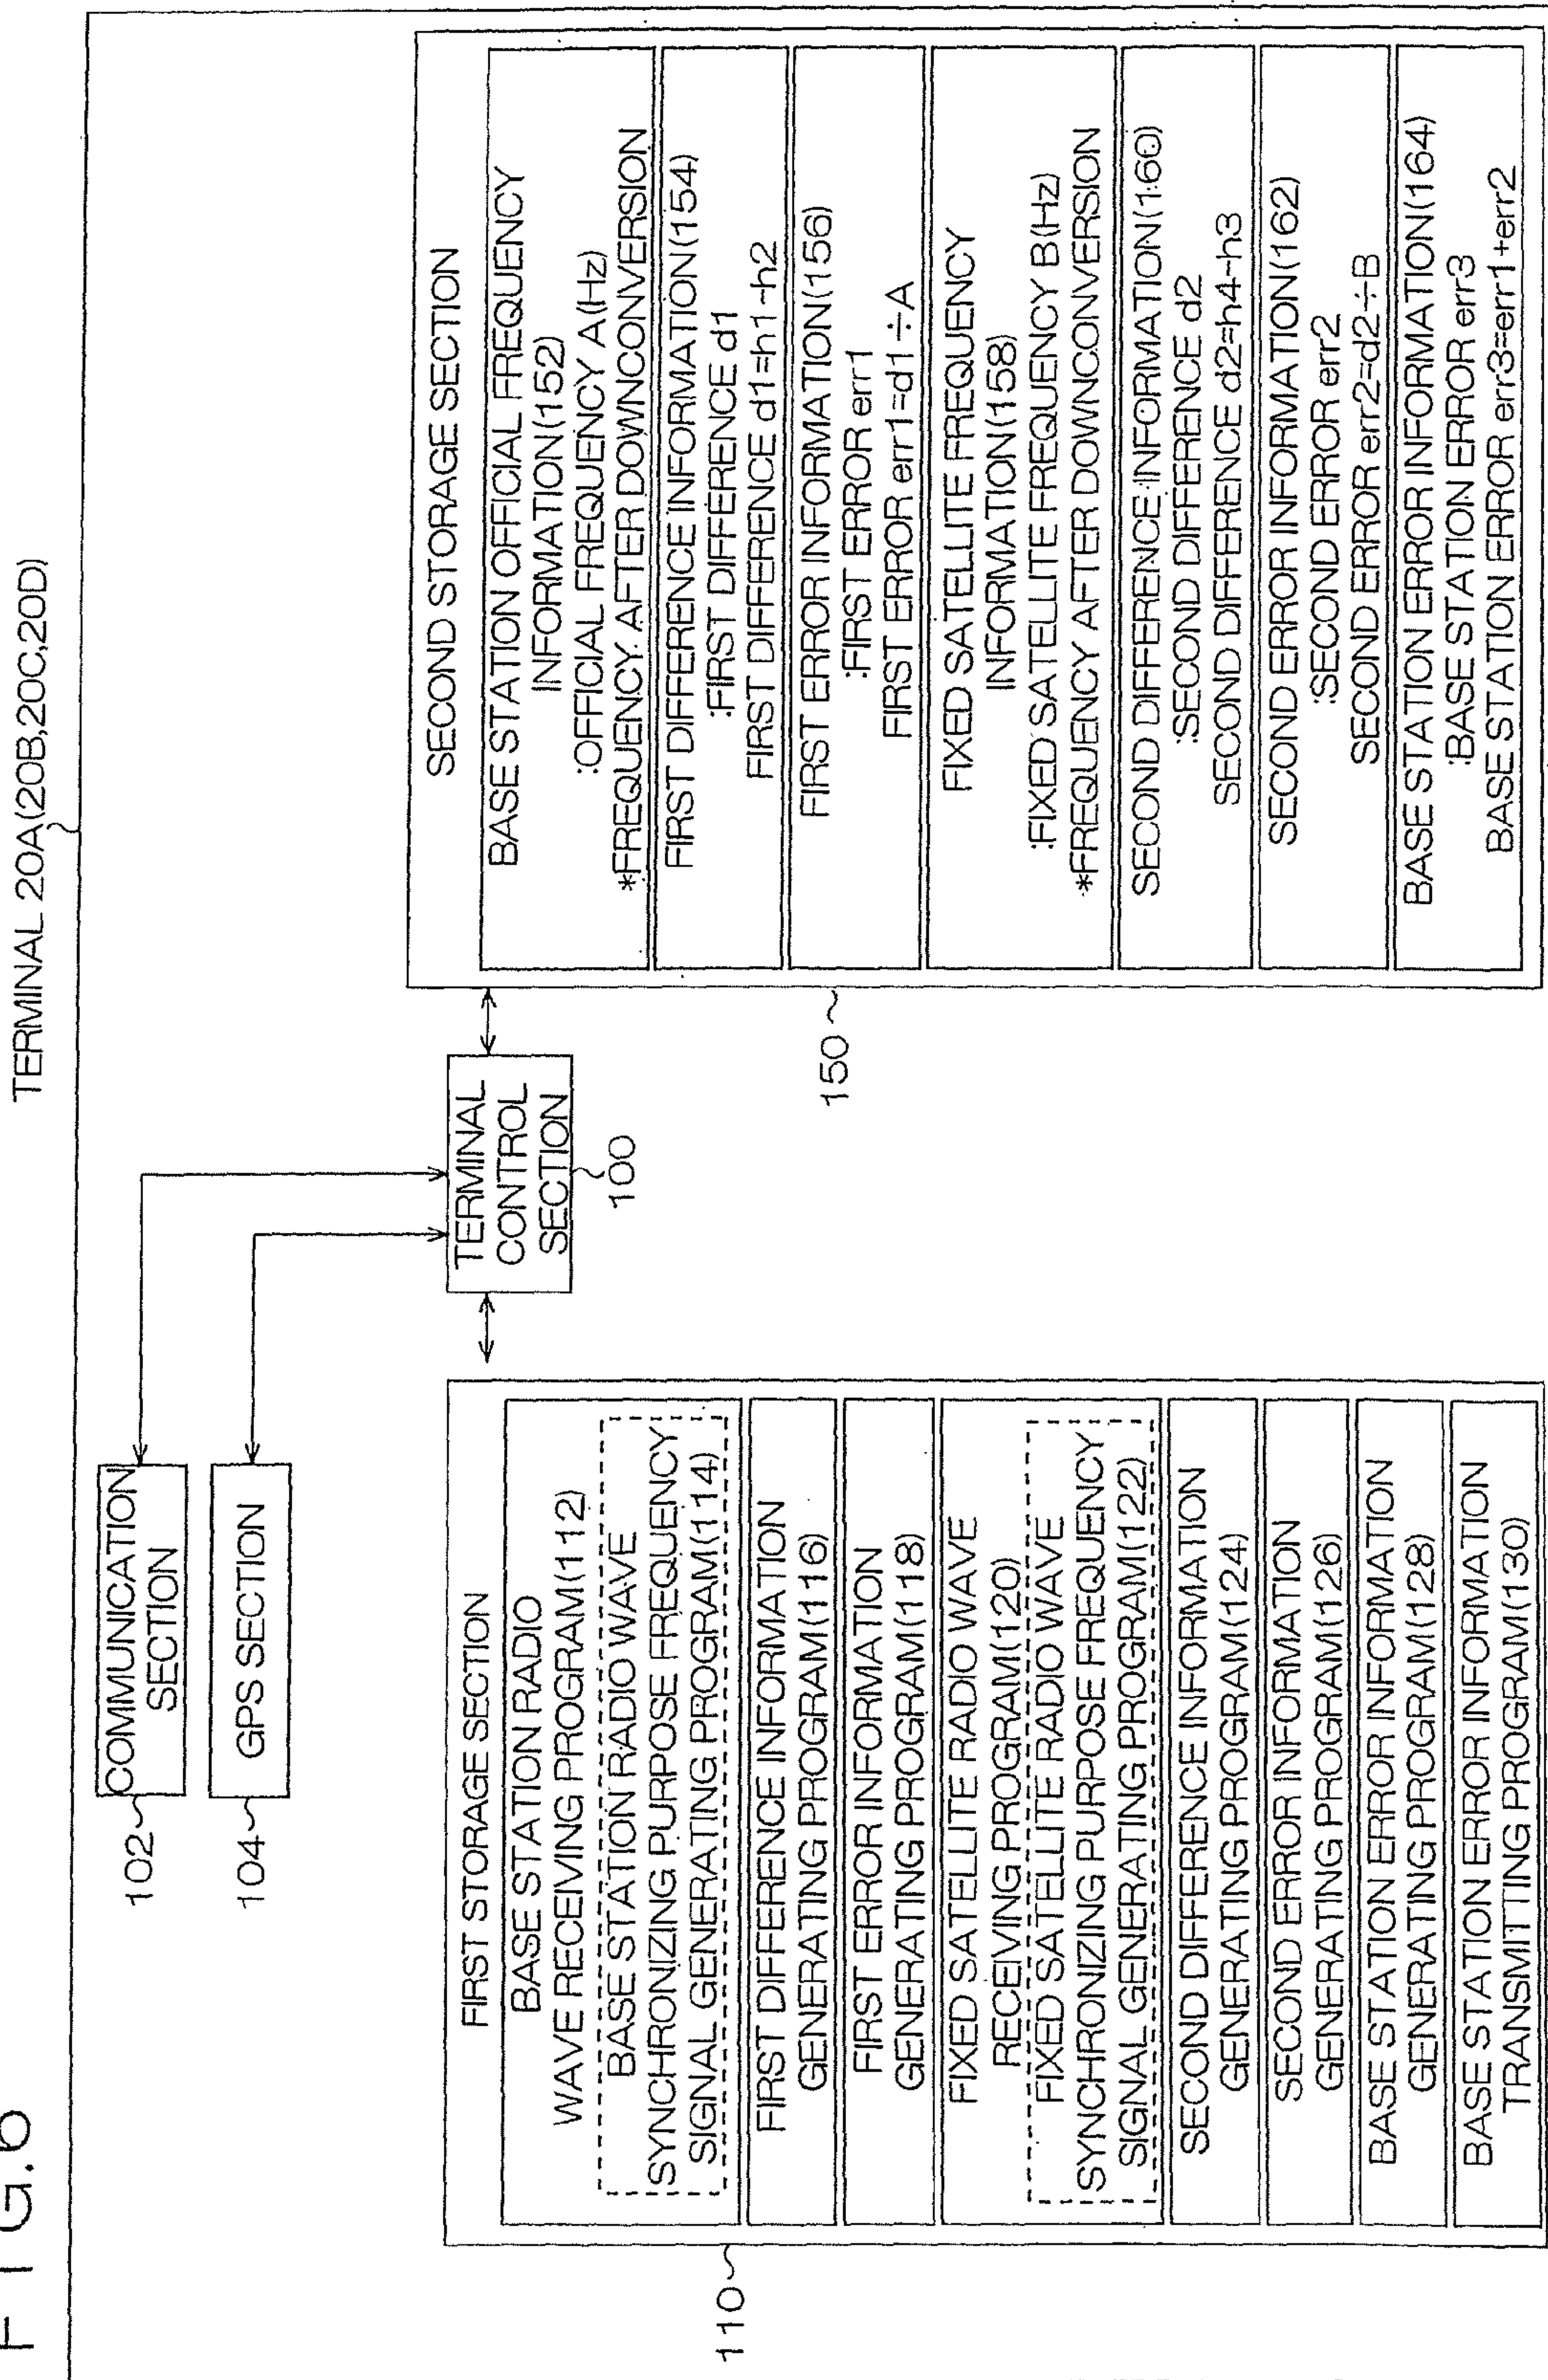 FIG.6
TERMINAL 20A(20B,20C,20D)
102
COMMUNICATION
SECTION
104
GPS SECTION
TERMINAL
CONTROL
SECTION
100
110
FIRST STORAGE SECTION
BASE STATION RADIO
WAVE RECEIVING PROGRAM(112)
BASE STATION RADIO WAVE
SYNCHRONIZING PURPOSE FREQUENCY
SIGNAL GENERATING PROGRAM(114)
FIRST DIFFERENCE INFORMATION
GENERATING PROGRAM(116)
FIRST ERROR INFORMATION
GENERATING PROGRAM(118)
FIXED SATELLITE RADIO WAVE
RECEIVING PROGRAM(120)
FIXED SATELLITE RADIO WAVE
SYNCHRONIZING PURPOSE FREQUENCY
SIGNAL GENERATING PROGRAM(122)
SECOND DIFFERENCE INFORMATION
GENERATING PROGRAM(124)
SECOND ERROR INFORMATION
GENERATING PROGRAM(126)
BASE STATION ERROR INFORMATION
GENERATING PROGRAM(128)
BASE STATION ERROR INFORMATION
TRANSMITTING PROGRAM(130)
150
SECOND STORAGE SECTION
BASE STATION OFFICIAL FREQUENCY
INFORMATION(152)
:OFFICIAL FREQUENCY A(Hz)
*FREQUENCY AFTER DOWNCONVERSION
FIRST DIFFERENCE INFORMATION(154)
:FIRST DIFFERENCE d1
FIRST DIFFERENCE d1=h1-h2
FIRST ERROR INFORMATION(156)
:FIRST ERROR err1
FIRST ERROR err1=d1÷A
FIXED SATELLITE FREQUENCY
INFORMATION(158)
:FIXED SATELLITE FREQUENCY B(Hz)
*FREQUENCY AFTER DOWNCONVERSION
SECOND DIFFERENCE INFORMATION(160)
:SECOND DIFFERENCE d2
SECOND DIFFERENCE d2=h4-h3
SECOND ERROR INFORMATION(162)
:SECOND ERROR err2
SECOND ERROR err2=d2÷B
BASE STATION ERROR INFORMATION(164)
:BASE STATION ERROR err3
BASE STATION ERROR err3=err1+err2